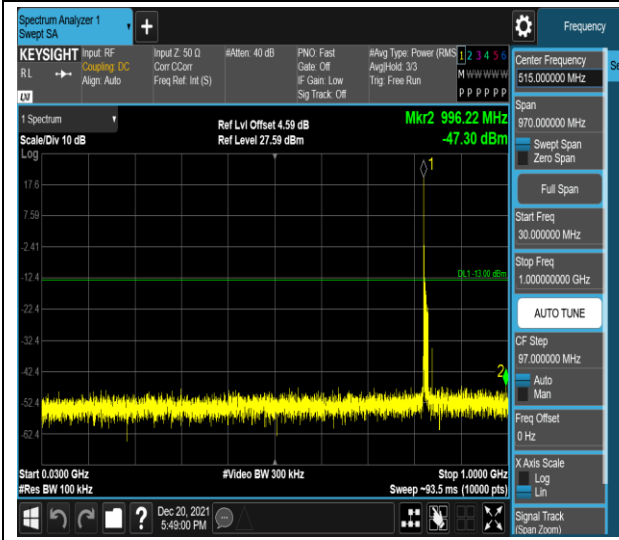 Spectrum Analyzer 1
Swept SA
Frequency
KEYSIGHT
RL
LXI
Input: RF
Coupling: DC
Align: Auto
Input Z: 50 Ω
Corr CCorr
Freq Ref: Int (S)
#Atten: 40 dB
PNO: Fast
Gate: Off
IF Gain: Low
Sig Track: Off
#Avg Type: Power (RMS
Avg|Hold: 3/3
Trig: Free Run
1 2 3 4 5 6
M W W W W W
P P P P P P
1 Spectrum
Scale/Div 10 dB
Log
Ref Lvl Offset 4.59 dB
Ref Level 27.59 dBm
Mkr2 996.22 MHz
-47.30 dBm
1
17.6
7.59
-2.41
-12.4
DL1 -13.00 dBm
-22.4
-32.4
-42.4
2
-52.4
-62.4
Start 0.0300 GHz
#Res BW 100 kHz
#Video BW 300 kHz
Stop 1.0000 GHz
Sweep ~93.5 ms (10000 pts)
Dec 20, 2021
5:49:00 PM
Center Frequency
515.000000 MHz
Se
Span
970.000000 MHz
Swept Span
Zero Span
Full Span
Start Freq
30.000000 MHz
Stop Freq
1.000000000 GHz
AUTO TUNE
CF Step
97.000000 MHz
Auto
Man
Freq Offset
0 Hz
X Axis Scale
Log
Lin
Signal Track
(Span Zoom)